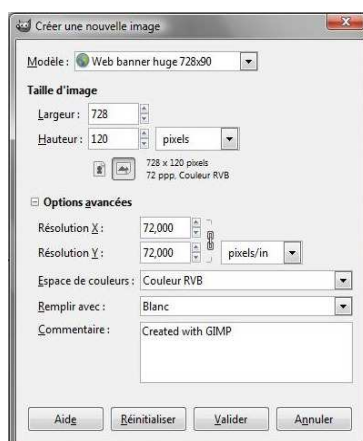 Créer une nouvelle image
Modèle : Web banner huge 728x90
Taille d'image
Largeur : 728
Hauteur : 120 pixels
728 x 120 pixels
72 ppp, Couleur RVB
Options avancées
Résolution X : 72,000
Résolution Y : 72,000 pixels/in
Espace de couleurs : Couleur RVB
Remplir avec : Blanc
Commentaire : Created with GIMP
Aide Réinitialiser Valider Annuler